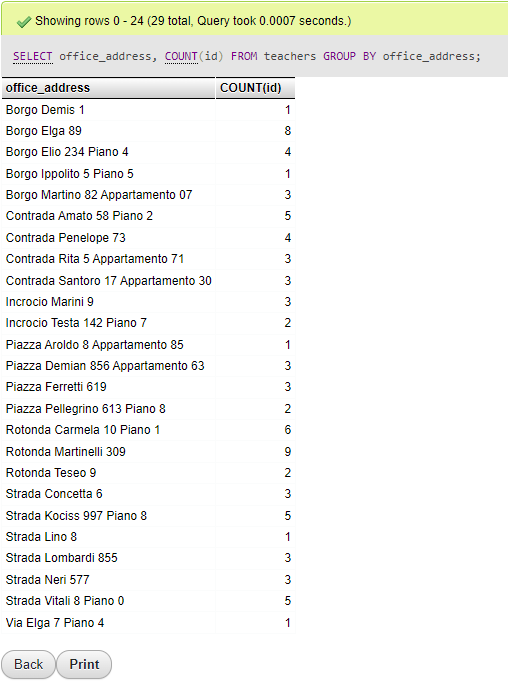 Showing rows 0 - 24 (29 total, Query took 0.0007 seconds.)
SELECT office_address, COUNT(id) FROM teachers GROUP BY office_address;
office_address COUNT(id)
Borgo Demis 1 1
Borgo Elga 89 8
Borgo Elio 234 Piano 4 4
Borgo Ippolito 5 Piano 5 1
Borgo Martino 82 Appartamento 07 3
Contrada Amato 58 Piano 2 5
Contrada Penelope 73 4
Contrada Rita 5 Appartamento 71 3
Contrada Santoro 17 Appartamento 30 3
Incrocio Marini 9 3
Incrocio Testa 142 Piano 7 2
Piazza Aroldo 8 Appartamento 85 1
Piazza Demian 856 Appartamento 63 3
Piazza Ferretti 619 3
Piazza Pellegrino 613 Piano 8 2
Rotonda Carmela 10 Piano 1 6
Rotonda Martinelli 309 9
Rotonda Teseo 9 2
Strada Concetta 6 3
Strada Kociss 997 Piano 8 5
Strada Lino 8 1
Strada Lombardi 855 3
Strada Neri 577 3
Strada Vitali 8 Piano 0 5
Via Elga 7 Piano 4 1
Back Print